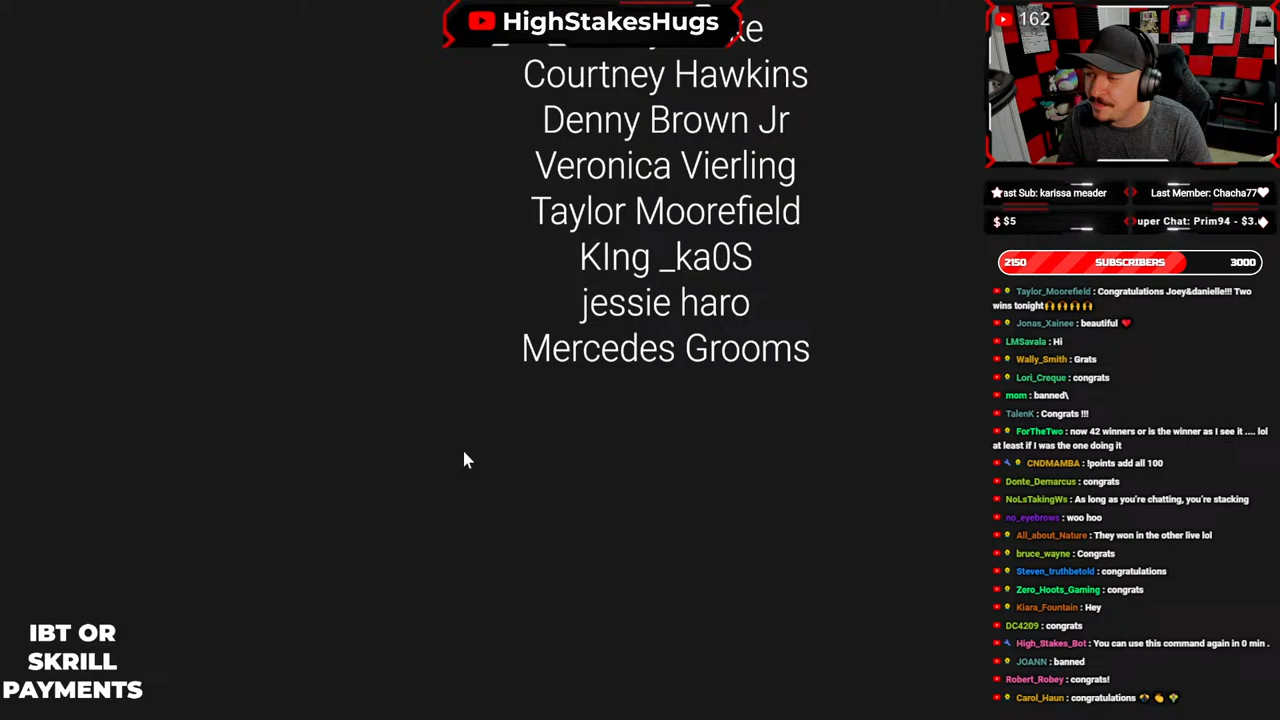 HighStakesHugs
Courtney Hawkins
Denny Brown Jr
Veronica Vierling
Taylor Moorefield
KIng _ka0S
jessie haro
Mercedes Grooms
IBT OR
SKRILL
PAYMENTS
162
ast Sub: karissa meader
Last Member: Chacha77
$ $5
uper Chat: Prim94 - $3.
2150 SUBSCRIBERS 3000
Taylor_Moorefield : Congratulations Joey&danielle!!! Two
wins tonight🙌🙌🙌🙌
Jonas_Xainee : beautiful ❤️
LMSavala : Hi
Wally_Smith : Grats
Lori_Creque : congrats
mom : banned\
TalenK : Congrats !!!
ForTheTwo : now 42 winners or is the winner as I see it .... lol
at least if I was the one doing it
CNDMAMBA : !points add all 100
Donte_Demarcus : congrats
NoLsTakingWs : As long as you’re chatting, you’re stacking
no_eyebrows : woo hoo
All_about_Nature : They won in the other live lol
bruce_wayne : Congrats
Steven_truthbetold : congratulations
Zero_Hoots_Gaming : congrats
Kiara_Fountain : Hey
DC4209 : congrats
High_Stakes_Bot : You can use this command again in 0 min .
JOANN : banned
Robert_Robey : congrats!
Carol_Haun : congratulations